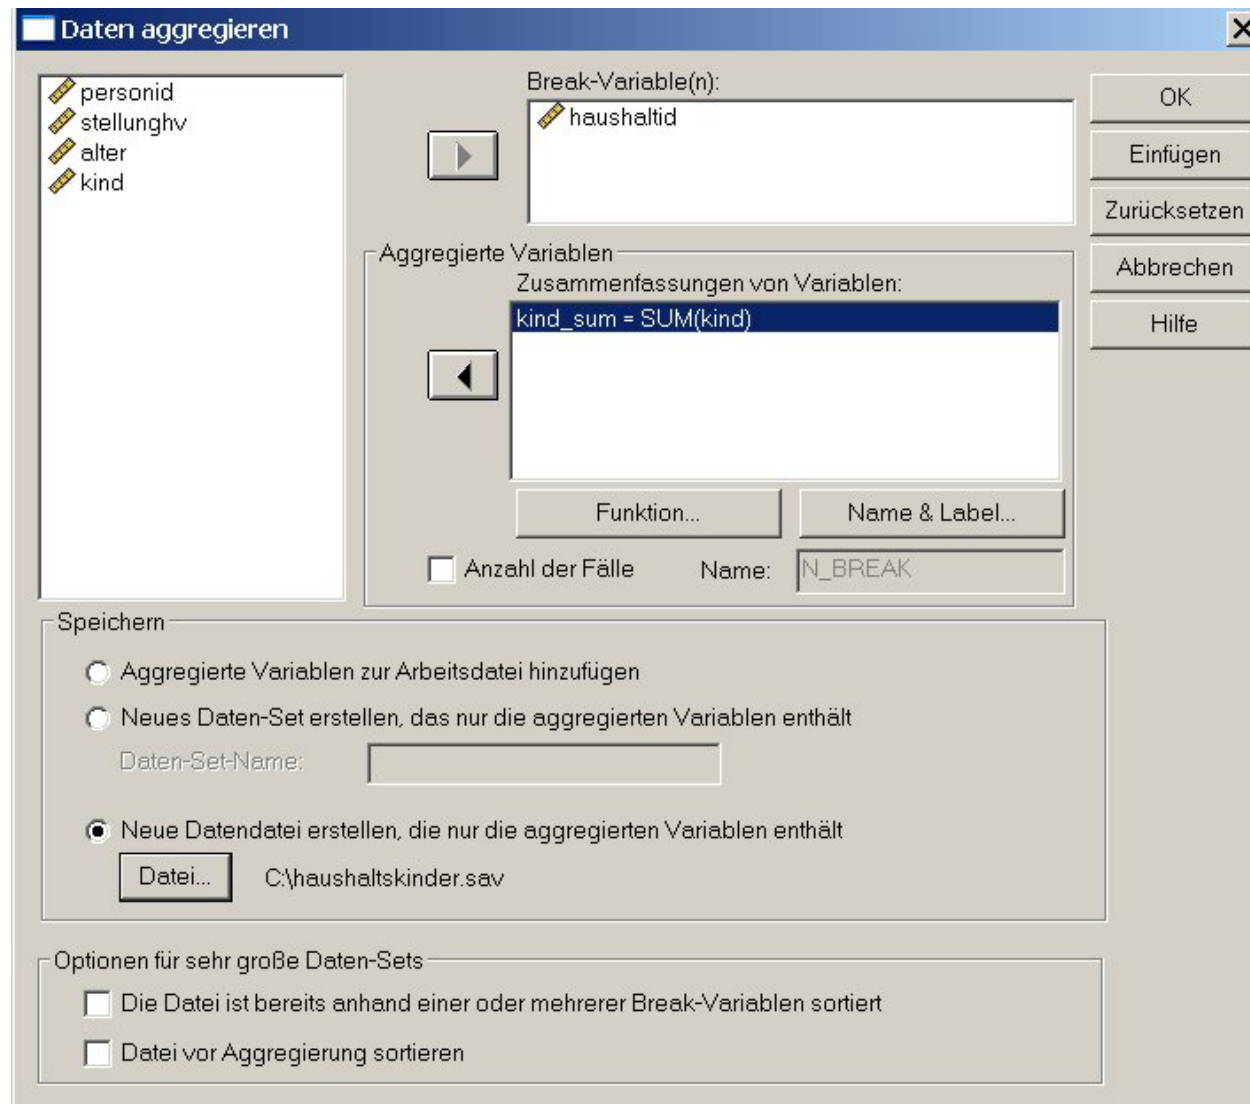 Daten aggregieren
personid
stellunghv
alter
kind
Break-Variable(n):
haushaltid
Aggregierte Variablen
Zusammenfassungen von Variablen:
kind_sum = SUM(kind)
Funktion...
Name & Label...
Anzahl der Fälle
Name:
N_BREAK
OK
Einfügen
Zurücksetzen
Abbrechen
Hilfe
Speichern
Aggregierte Variablen zur Arbeitsdatei hinzufügen
Neues Daten-Set erstellen, das nur die aggregierten Variablen enthält
Daten-Set-Name:
Neue Datendatei erstellen, die nur die aggregierten Variablen enthält
Datei...
C:\haushaltskinder.sav
Optionen für sehr große Daten-Sets
Die Datei ist bereits anhand einer oder mehrerer Break-Variablen sortiert
Datei vor Aggregierung sortieren